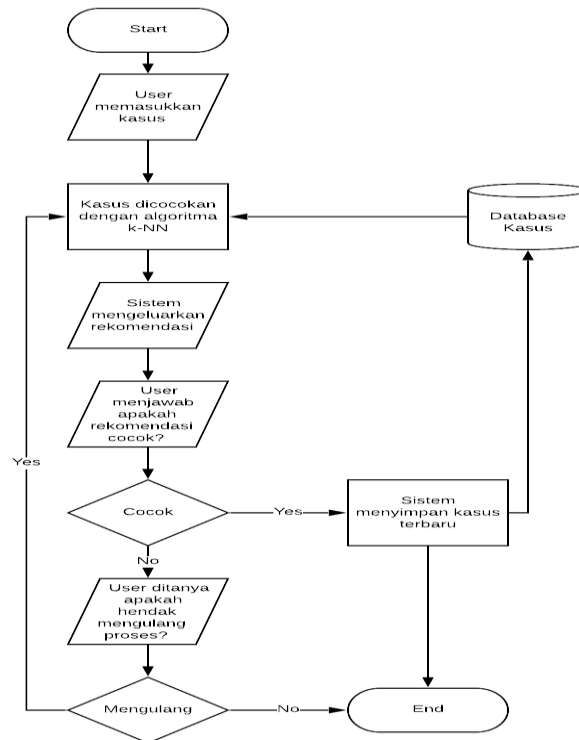 Start
User
memasukkan
kasus
Kasus dicocokan
dengan algoritma
k-NN
Database
Kasus
Sistem
mengeluarkan
rekomendasi
User
menjawab
apakah
rekomendasi
cocok?
Yes
Cocok
Yes
Sistem
menyimpan kasus
terbaru
No
User ditanya
apakah
hendak
mengulang
proses?
Mengulang
No
End